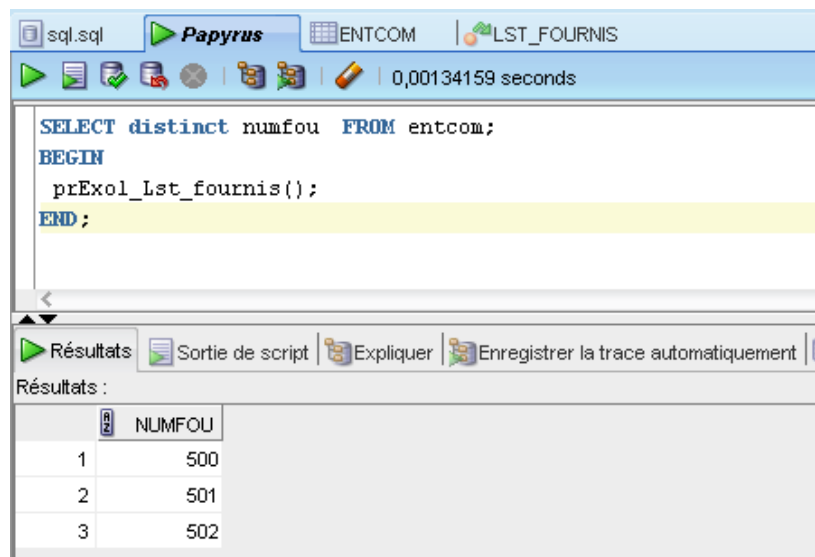 sql.sql Papyrus ENTCOM LST_FOURNIS
0,00134159 seconds
SELECT distinct numfou FROM entcom;
BEGIN
prExol_Lst_fournis();
END;
Résultats Sortie de script Expliquer Enregistrer la trace automatiquement
Résultats :
NUMFOU
1 500
2 501
3 502